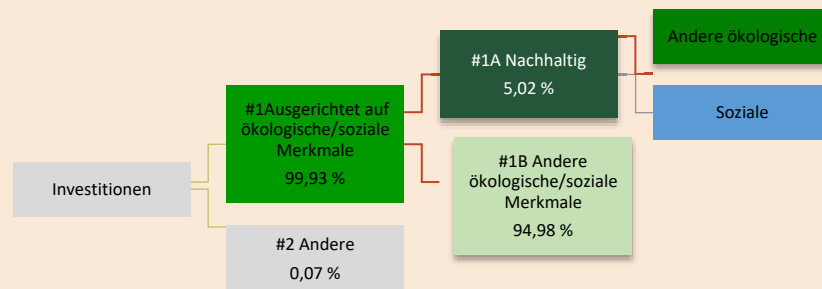 Investitionen
#1Ausgerichtet auf
ökologische/soziale
Merkmale
99,93 %
#2 Andere
0,07 %
#1A Nachhaltig
5,02 %
#1B Andere
ökologische/soziale
Merkmale
94,98 %
Andere ökologische
Soziale